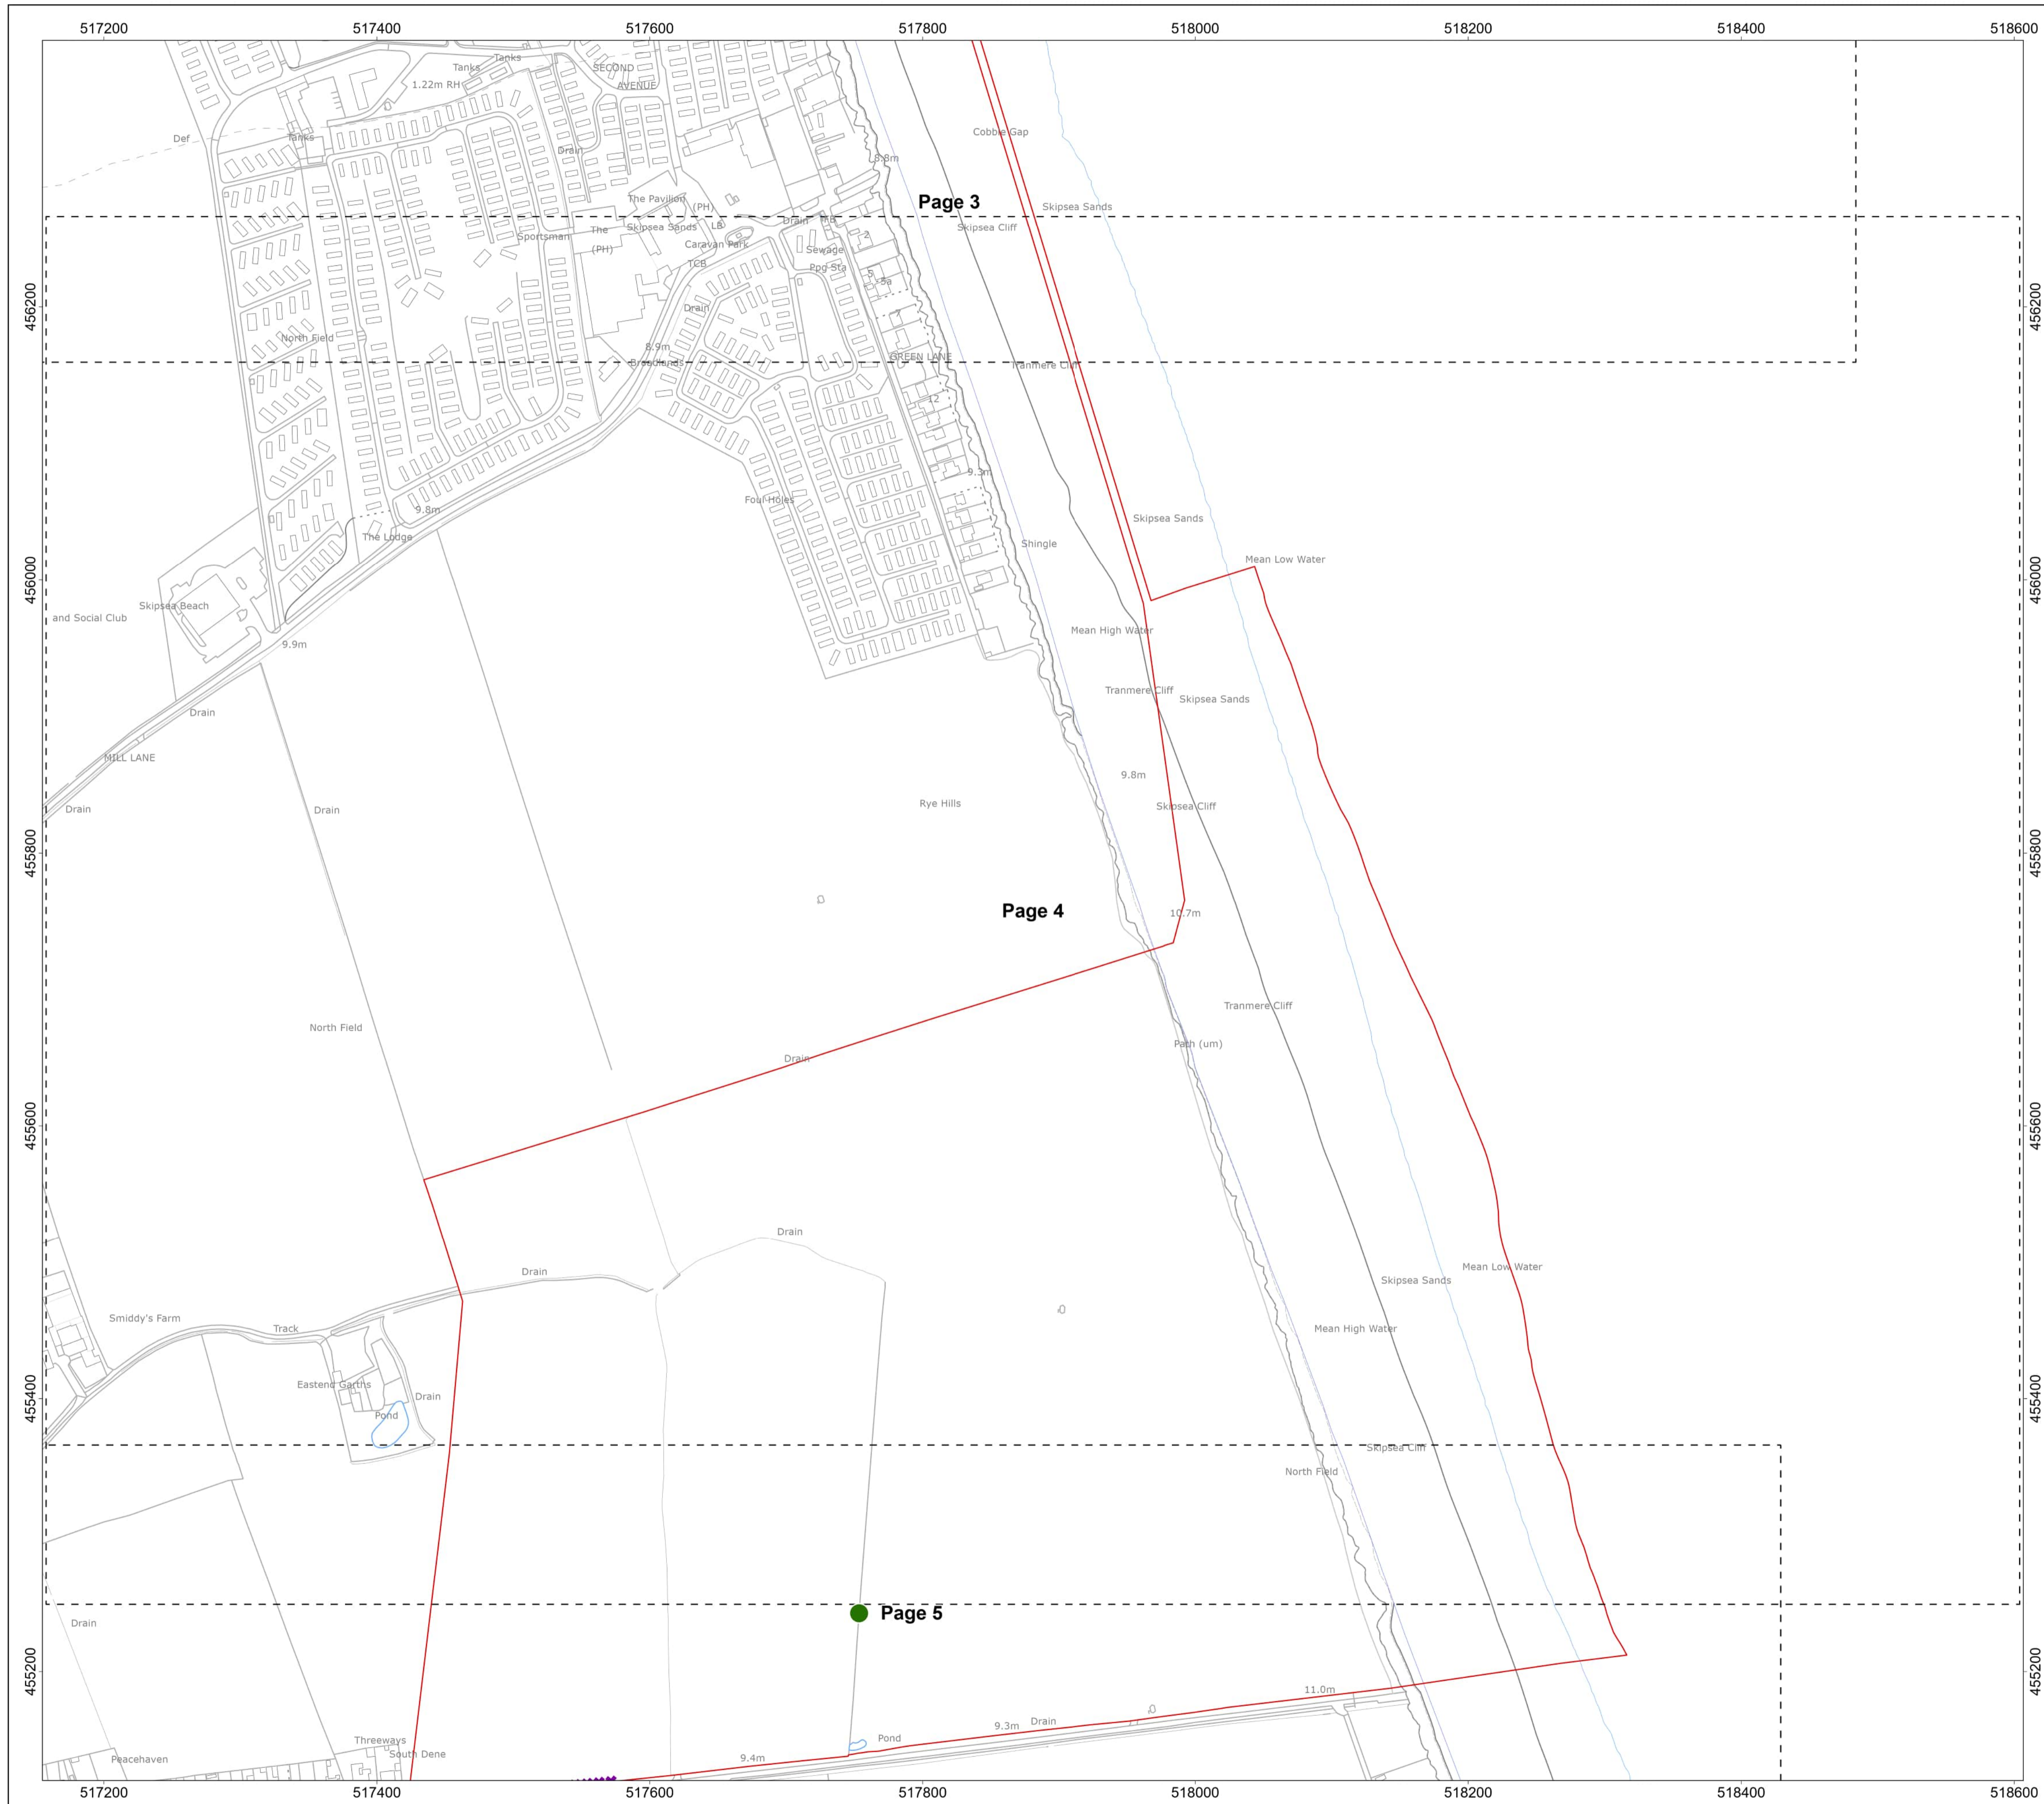 517200 517400 517600 517800 518000 518200 518400 518600
Tanks
Tanks
SECOND
1.22m RH
AVENUE
Def
Tanks
Cobble Gap
Drain
8.8m
The Pavilion
Page 3
(PH)
Skipsea Sands
Drain
The
Skipsea Sands
LB
Skipsea Cliff
Sportsman
2
(PH)
Caravan Park
Sewage
TCB
Ppg Sta
5
5a
456200
456200
Drain
7
North Field
8.9m
GREEN LANE
Broadlands
Tranmere Cliff
12
9.3m
Foul Holes
9.8m
Skipsea Sands
The Lodge
Shingle
Mean Low Water
456000
456000
Skipsea Beach
and Social Club
Mean High Water
9.9m
Tranmere Cliff
Skipsea Sands
Drain
MILL LANE
9.8m
Rye Hills
Skipsea Cliff
Drain
Drain
455800
455800
Page 4
10.7m
Tranmere Cliff
North Field
Path (um)
Drain
455600
455600
Drain
Mean Low Water
Drain
Skipsea Sands
Smiddy's Farm
Track
Mean High Water
Eastend Garths
Drain
455400
455400
Pond
Skipsea Cliff
North Field
Page 5
Drain
455200
455200
11.0m
Drain
9.3m
Pond
Threeways
South Dene
9.4m
Peacehaven
517200 517400 517600 517800 518000 518200 518400 518600